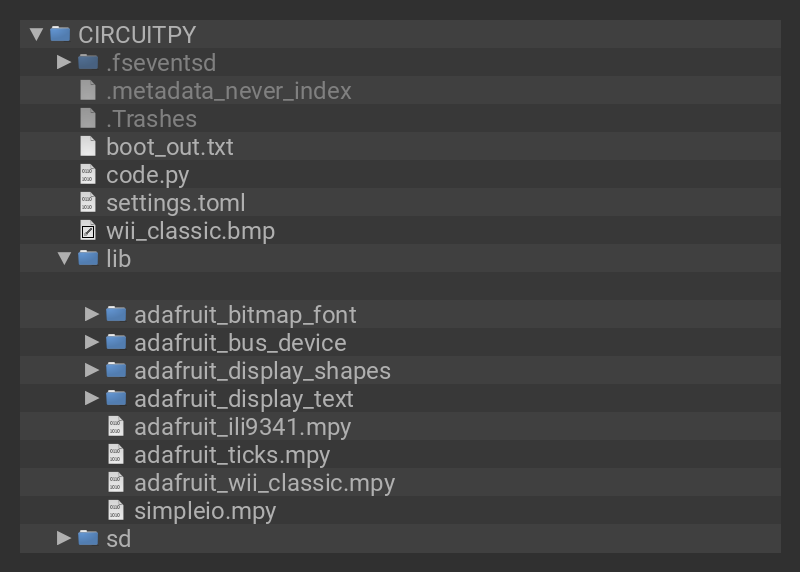 CIRCUITPY
.fseventsd
.metadata_never_index
.Trashes
boot_out.txt
code.py
settings.toml
wii_classic.bmp
lib
adafruit_bitmap_font
adafruit_bus_device
adafruit_display_shapes
adafruit_display_text
adafruit_ili9341.mpy
adafruit_ticks.mpy
adafruit_wii_classic.mpy
simpleio.mpy
sd